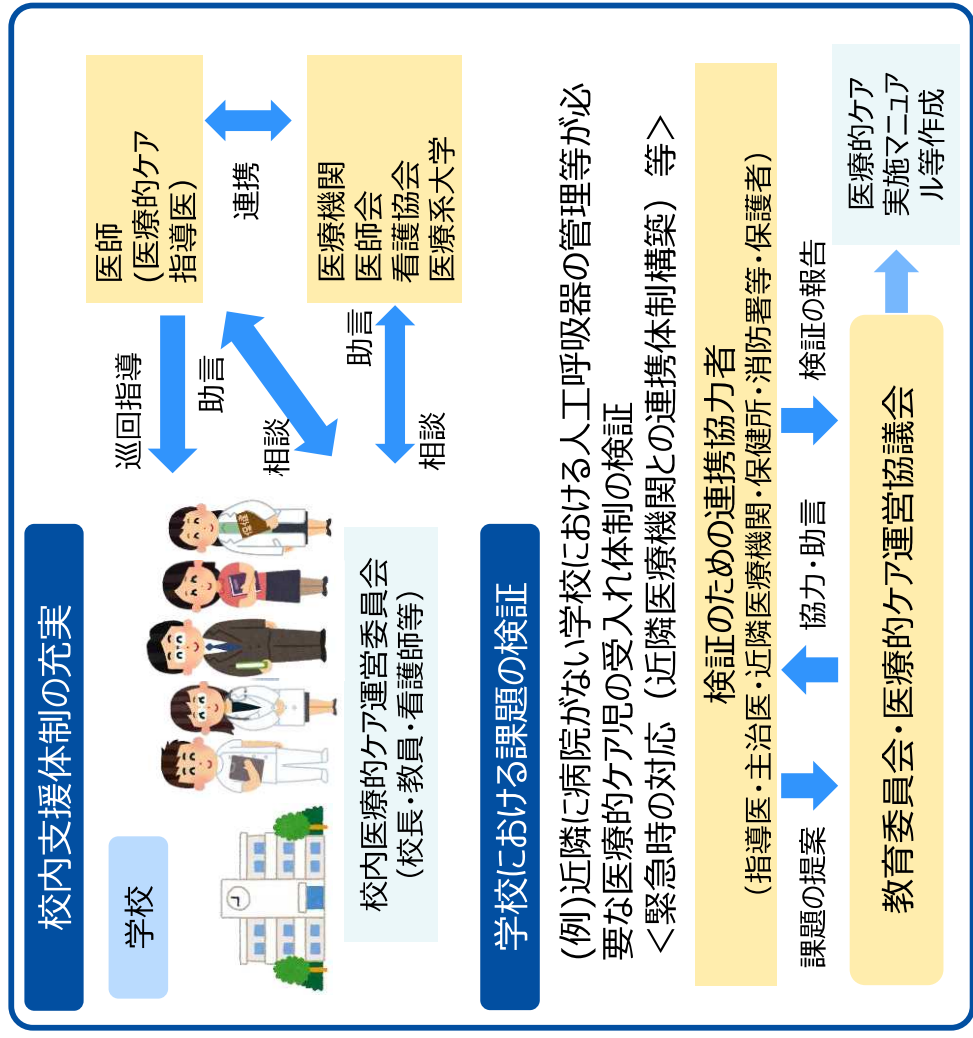 校内支援体制の充実
学校
校内医療的ケア運営委員会
（校長・教員・看護師等）
巡回指導
助言
相談
助言
相談
医師
（医療的ケア
指導医）
連携
医療機関
医師会
看護協会
医療系大学
学校における課題の検証
(例)近隣に病院がない学校における人工呼吸器の管理等が必
要な医療的ケア児の受入れ体制の検証
＜緊急時の対応（近隣医療機関との連携体制構築）等＞
検証のための連携協力者
（指導医・主治医・近隣医療機関・保健所・消防署等・保護者）
課題の提案
協力・助言
検証の報告
教育委員会・医療的ケア運営協議会
医療的ケア
実施マニュア
ル等作成